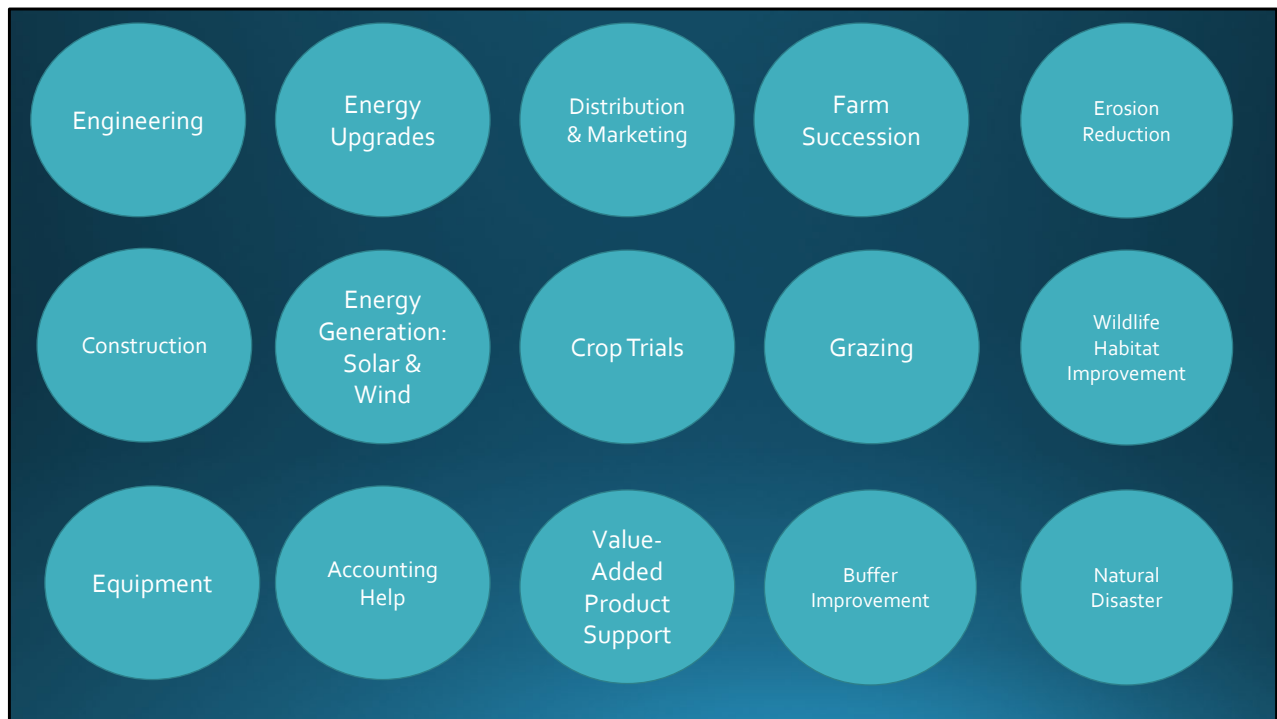 Engineering
Energy
Upgrades
Distribution
& Marketing
Farm
Succession
Erosion
Reduction
Construction
Energy
Generation:
Solar &
Wind
Crop Trials
Grazing
Wildlife
Habitat
Improvement
Equipment
Accounting
Help
Value-
Added
Product
Support
Buffer
Improvement
Natural
Disaster